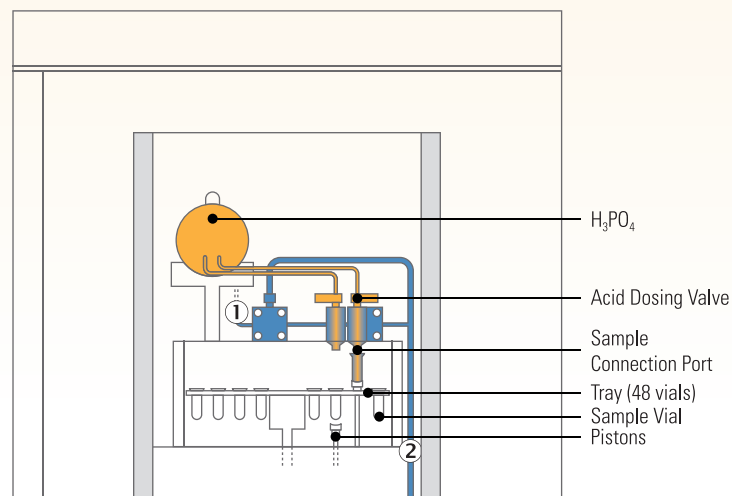 H₃PO₄
①
Acid Dosing Valve
Sample
Connection Port
Tray (48 vials)
Sample Vial
Pistons
②